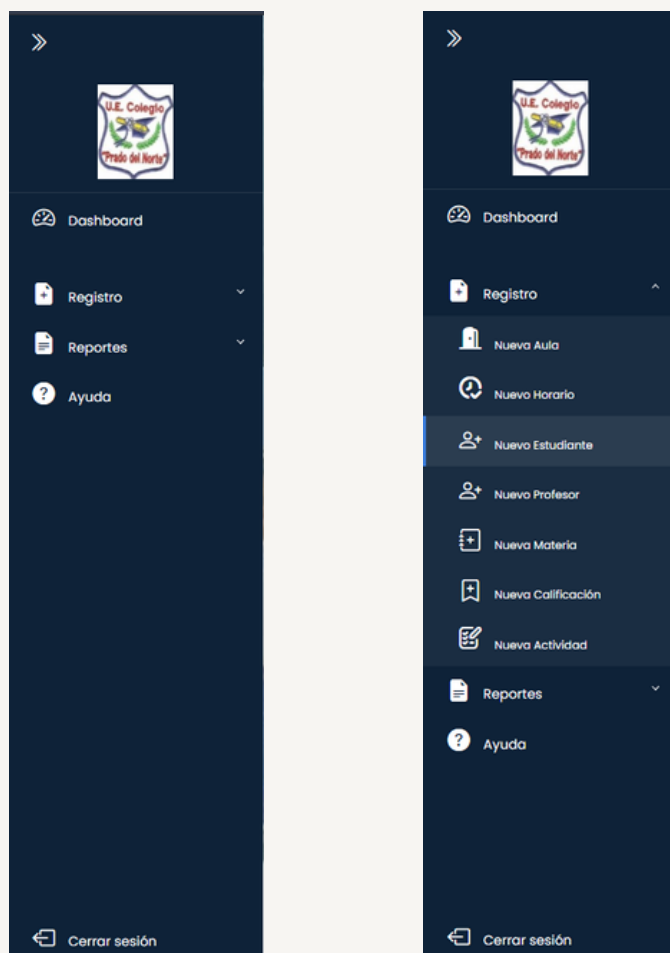 U.E. Colegio
"Prado del Norte"
Dashboard
Registro
Reportes
Ayuda
Cerrar sesión
U.E. Colegio
"Prado del Norte"
Dashboard
Registro
Nueva Aula
Nuevo Horario
Nuevo Estudiante
Nuevo Profesor
Nueva Materia
Nueva Calificación
Nueva Actividad
Reportes
Ayuda
Cerrar sesión